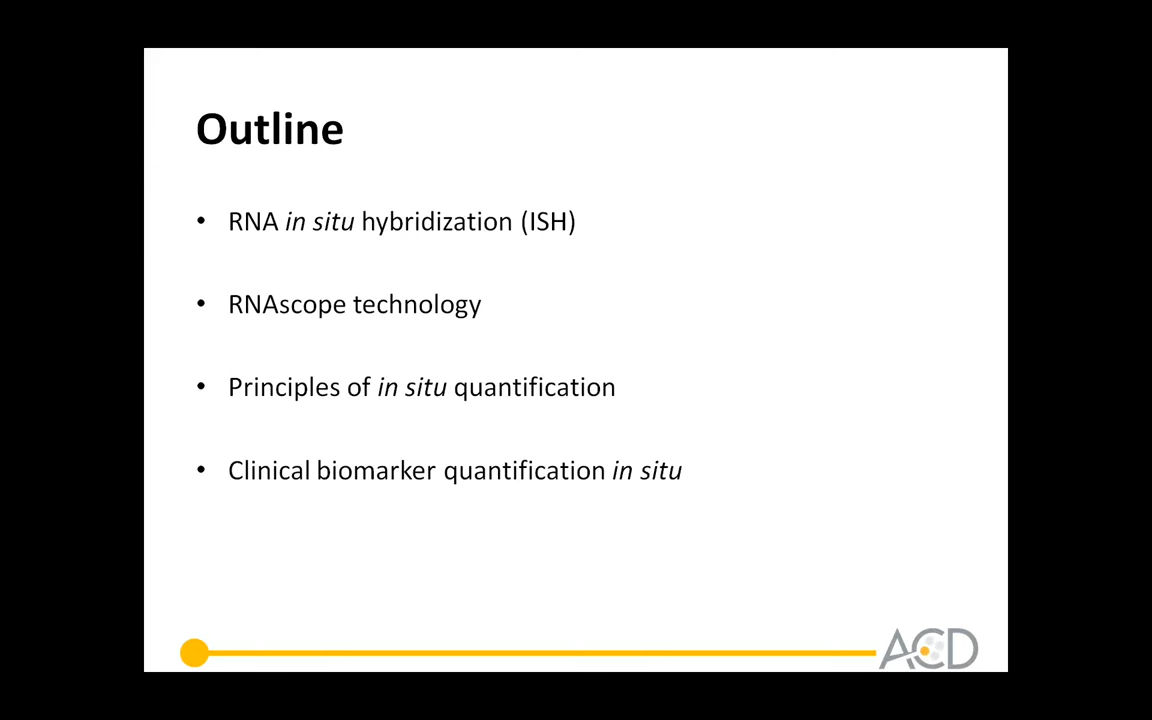 Outline
• RNA in situ hybridization (ISH)
• RNAscope technology
• Principles of in situ quantification
• Clinical biomarker quantification in situ
ACD